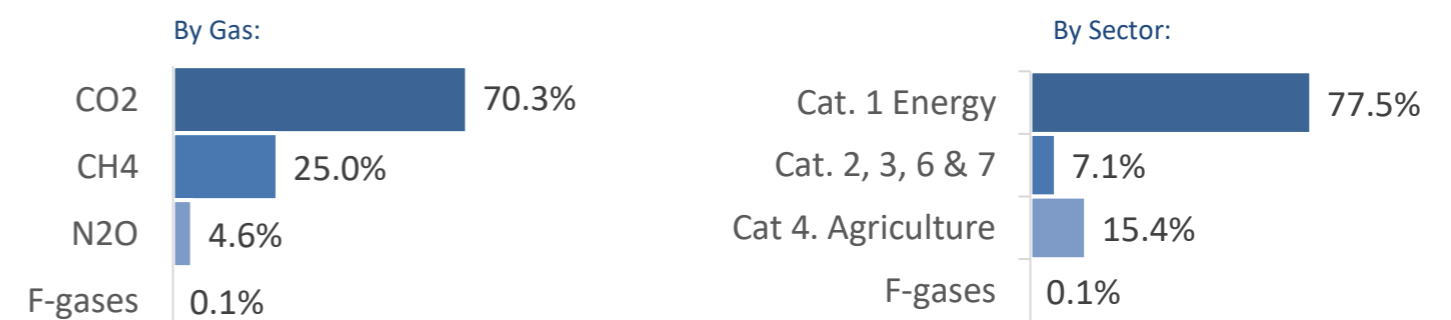 By Gas:
CO2 70.3%
CH4 25.0%
N2O 4.6%
F-gases 0.1%
By Sector:
Cat. 1 Energy 77.5%
Cat. 2, 3, 6 & 7 7.1%
Cat 4. Agriculture 15.4%
F-gases 0.1%